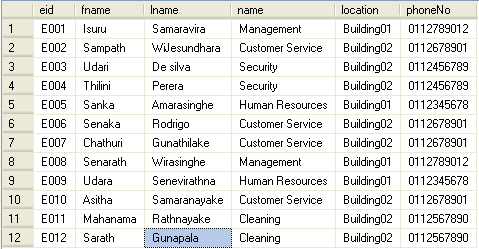 eid fname lname name location phoneNo
1 E001 Isuru Samaravira Management Building01 0112789012
2 E002 Sampath WiJesundhara Customer Service Building02 0112678901
3 E003 Udari De silva Security Building02 0112456789
4 E004 Thilini Perera Security Building02 0112456789
5 E005 Sanka Amarasinghe Human Resources Building01 0112345678
6 E006 Senaka Rodrigo Customer Service Building02 0112678901
7 E007 Chathuri Gunathilake Customer Service Building02 0112678901
8 E008 Senarath Wirasinghe Management Building01 0112789012
9 E009 Udara Senevirathna Human Resources Building01 0112345678
10 E010 Asitha Samaranayake Customer Service Building02 0112678901
11 E011 Mahanama Rathnayake Cleaning Building02 0112567890
12 E012 Sarath Gunapala Cleaning Building02 0112567890